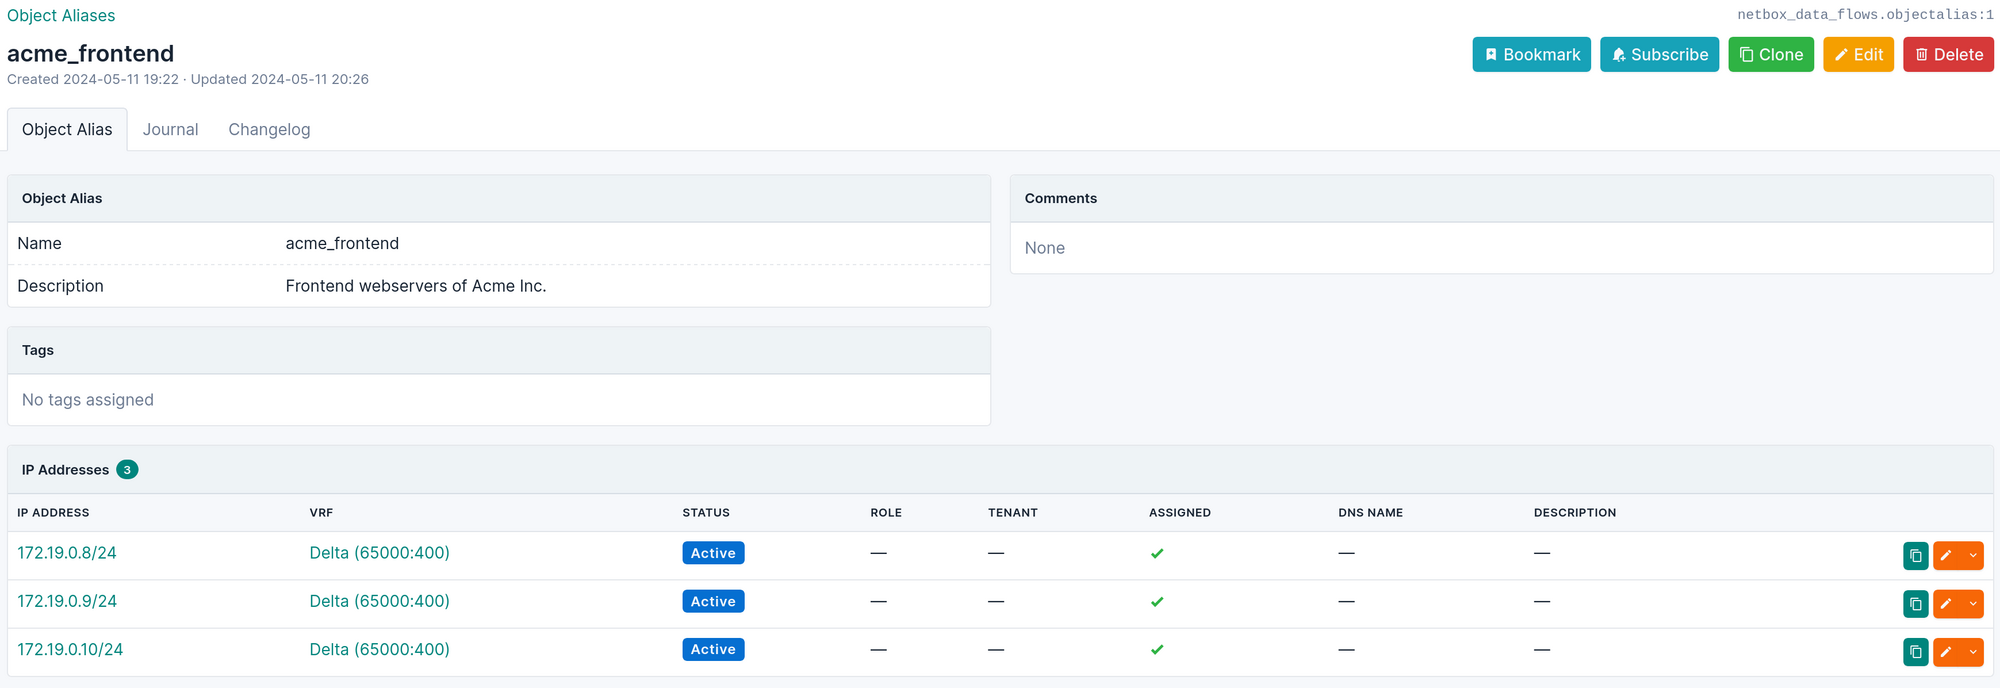 Object Aliases
netbox_data_flows.objectalias:1
acme_frontend
Bookmark Subscribe Clone Edit Delete
Created 2024-05-11 19:22 · Updated 2024-05-11 20:26
Object Alias Journal Changelog
Object Alias
Name acme_frontend
Description Frontend webservers of Acme Inc.
Comments
None
Tags
No tags assigned
IP Addresses 3
IP ADDRESS VRF STATUS ROLE TENANT ASSIGNED DNS NAME DESCRIPTION
172.19.0.8/24 Delta (65000:400) Active — — — —
172.19.0.9/24 Delta (65000:400) Active — — — —
172.19.0.10/24 Delta (65000:400) Active — — — —